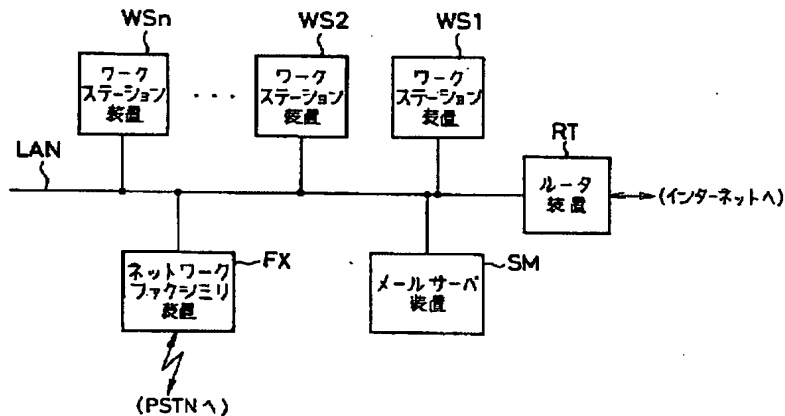 WSn
WS2
WS1
ワーク
ステーション
装置
・・・
ワーク
ステーション
装置
ワーク
ステーション
装置
LAN
RT
ルータ
装置
(インターネットへ)
ネットワーク
ファクシミリ
装置
FX
メールサーバ
装置
SM
(PSTNへ)